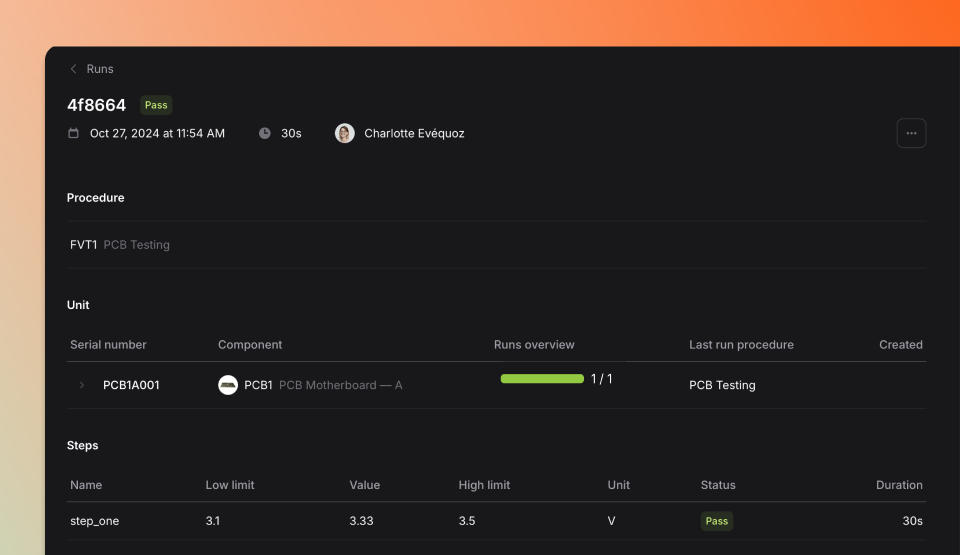 Runs
4f8664 Pass
Oct 27, 2024 at 11:54 AM 30s Charlotte Evéquoz
Procedure
FVT1 PCB Testing
Unit
Serial number Component Runs overview Last run procedure Created
PCB1A001 PCB1 PCB Motherboard — A 1 / 1 PCB Testing
Steps
Name Low limit Value High limit Unit Status Duration
step_one 3.1 3.33 3.5 V Pass 30s